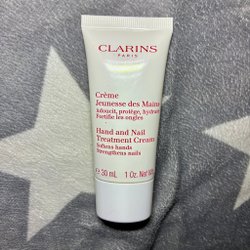 CLARINS
PARIS
Crème
Jeunesse des Mains
Adoucit, protège, hydrate
Fortifie les ongles
Hand and Nail
Treatment Cream
Softens hands
Strengthens nails
℮ 30 mL 1 Oz. Net